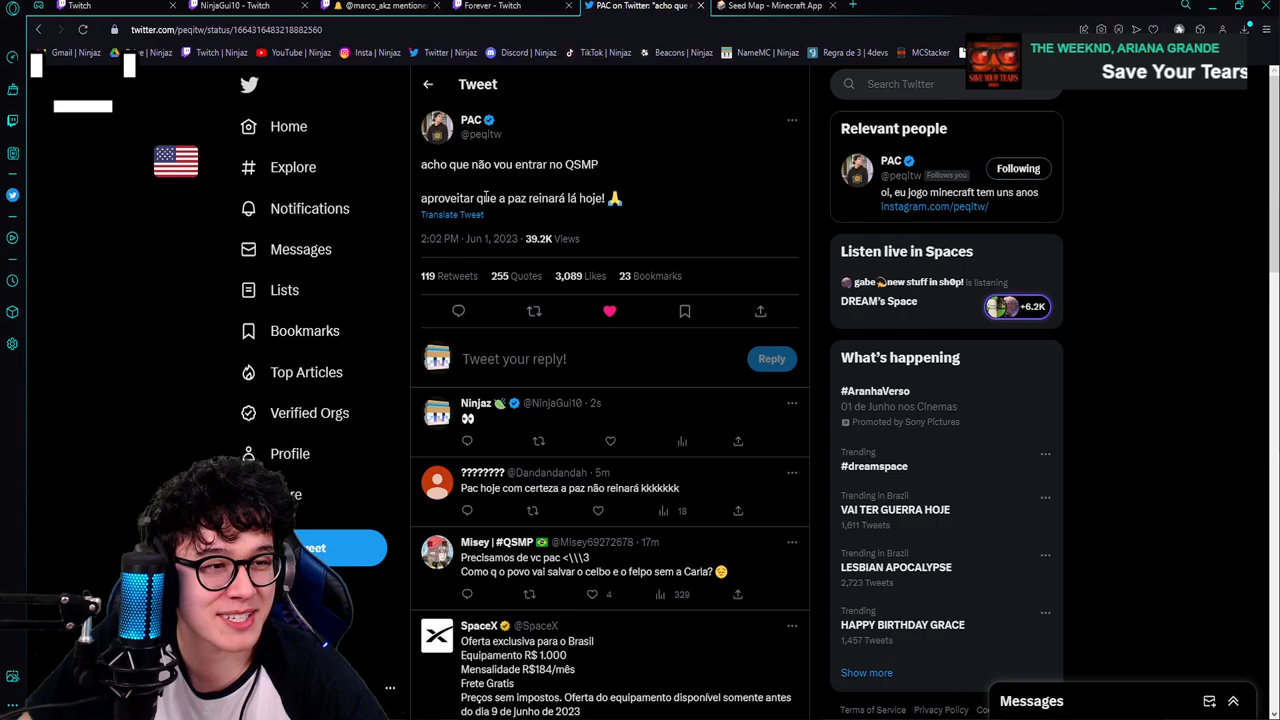 Twitch
NinjaGui10 - Twitch
@marco_akz mentione
Forever - Twitch
PAC on Twitter: "acho que n
Seed Map - Minecraft App
twitter.com/peqitw/status/1664316483218882560
Gmail | Ninjaz
Drive | Ninjaz
Twitch | Ninjaz
YouTube | Ninjaz
Insta | Ninjaz
Twitter | Ninjaz
Discord | Ninjaz
TikTok | Ninjaz
Beacons | Ninjaz
NameMC | Ninjaz
Regra de 3 | 4devs
MCStacker
THE WEEKND, ARIANA GRANDE
Save Your Tears
Home
Explore
Notifications
Messages
Lists
Bookmarks
Top Articles
Verified Orgs
Profile
Tweet
PAC
@peqitw
acho que não vou entrar no QSMP
aproveitar que a paz reinará lá hoje! 🙏
Translate Tweet
2:02 PM · Jun 1, 2023 · 39.2K Views
119 Retweets 255 Quotes 3,089 Likes 23 Bookmarks
Tweet your reply!
Reply
Ninjaz 🍃 @NinjaGui10 · 2s
👀
???????? @Dandandandah · 5m
Pac hoje com certeza a paz não reinará kkkkkkk
18
Misey | #QSMP 🇧🇷 @Misey69272678 · 17m
Precisamos de vc pac <\\\3
Como q o povo vai salvar o celbo e o felpo sem a Carla? 😔
4 329
SpaceX @SpaceX
Oferta exclusiva para o Brasil
Equipamento R$ 1.000
Mensalidade R$184/mês
Frete Gratis
Preços sem impostos. Oferta do equipamento disponível somente antes
do dia 9 de junho de 2023
Search Twitter
Relevant people
PAC
@peqitw Follows you
Following
oi, eu jogo minecraft tem uns anos
instagram.com/peqitw/
Listen live in Spaces
gabe💫new stuff in sh0p! is listening
DREAM's Space
+6.2K
What's happening
#AranhaVerso
01 de Junho nos Cinemas
Promoted by Sony Pictures
Trending
#dreamspace
Trending in Brazil
VAI TER GUERRA HOJE
1,611 Tweets
Trending in Brazil
LESBIAN APOCALYPSE
2,723 Tweets
Trending
HAPPY BIRTHDAY GRACE
1,457 Tweets
Show more
Terms of Service Privacy Policy
Messages